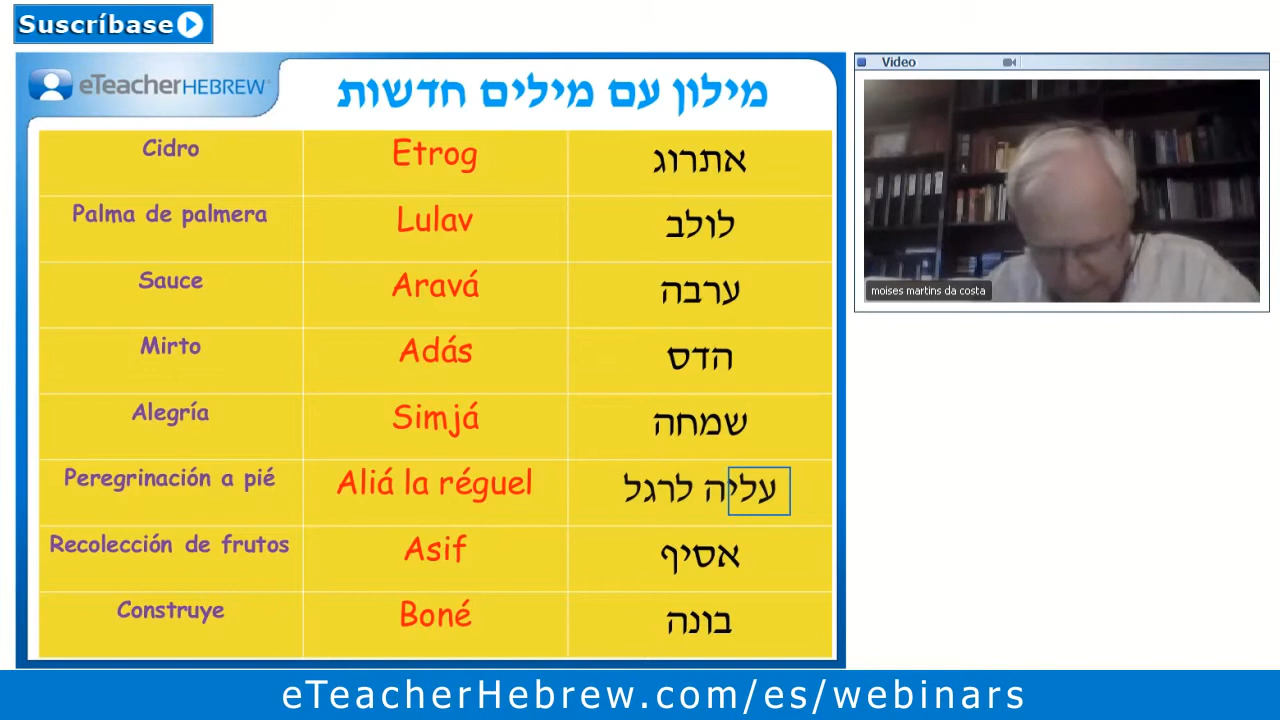 Suscríbase
eTeacherHEBREW
מילון עם מילים חדשות
Cidro Etrog אתרוג
Palma de palmera Lulav לולב
Sauce Aravá ערבה
Mirto Adás הדס
Alegría Simjá שמחה
Peregrinación a pié Aliá la réguel עליה לרגל
Recolección de frutos Asif אסיף
Construye Boné בונה
Video
moises martins da costa
eTeacherHebrew.com/es/webinars